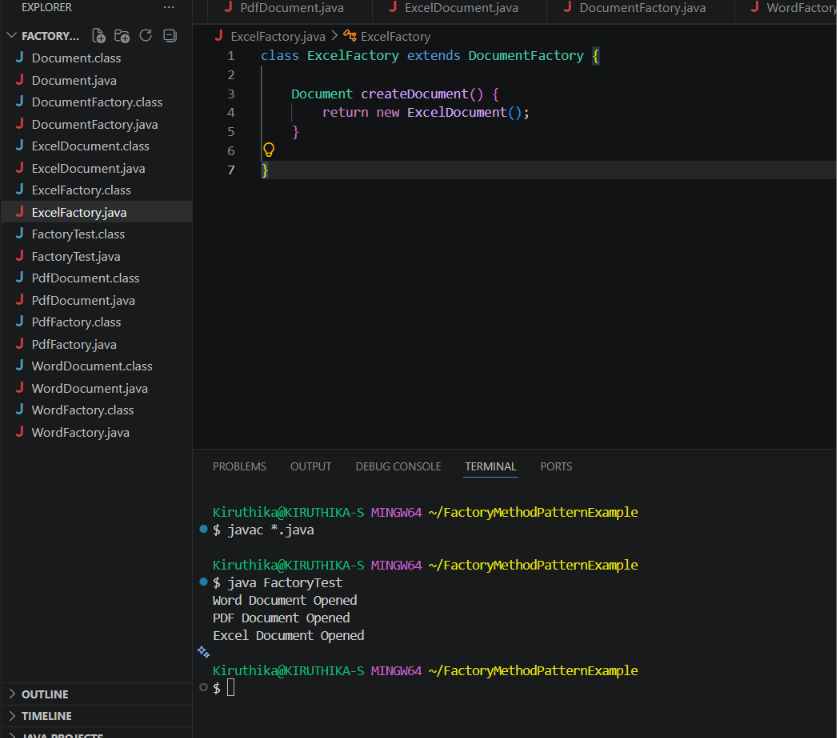 EXPLORER
...
FACTORY...
Document.class
Document.java
DocumentFactory.class
DocumentFactory.java
ExcelDocument.class
ExcelDocument.java
ExcelFactory.class
ExcelFactory.java
FactoryTest.class
FactoryTest.java
PdfDocument.class
PdfDocument.java
PdfFactory.class
PdfFactory.java
WordDocument.class
WordDocument.java
WordFactory.class
WordFactory.java
OUTLINE
TIMELINE
JAVA PROJECTS
PdfDocument.java ExcelDocument.java DocumentFactory.java WordFactory
ExcelFactory.java > ExcelFactory
1 class ExcelFactory extends DocumentFactory {
2
3     Document createDocument() {
4         return new ExcelDocument();
5     }
6
7 }
PROBLEMS OUTPUT DEBUG CONSOLE TERMINAL PORTS
Kiruthika@KIRUTHIKA-S MINGW64 ~/FactoryMethodPatternExample
$ javac *.java
Kiruthika@KIRUTHIKA-S MINGW64 ~/FactoryMethodPatternExample
$ java FactoryTest
Word Document Opened
PDF Document Opened
Excel Document Opened
Kiruthika@KIRUTHIKA-S MINGW64 ~/FactoryMethodPatternExample
$